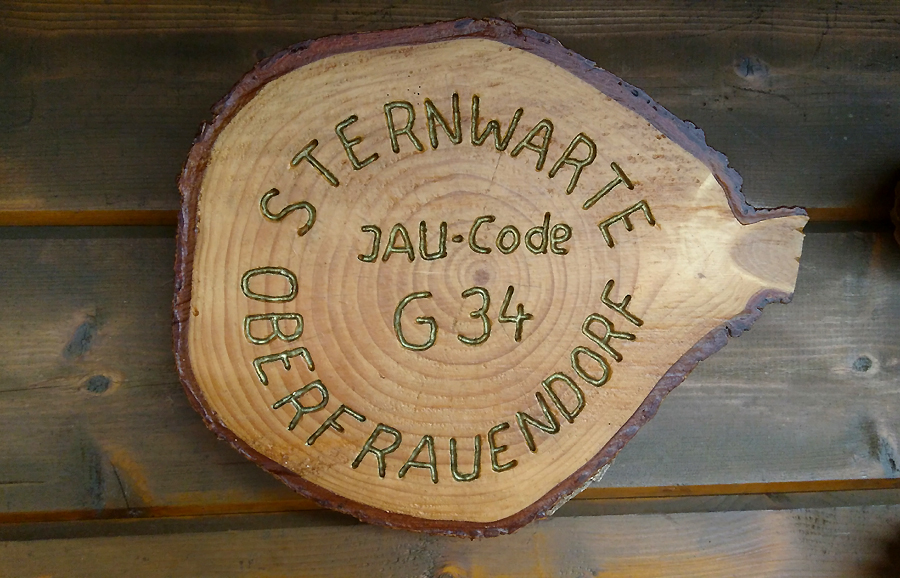 STERNWARTE
JAU-Code
G 34
OBERFRAUENDORF